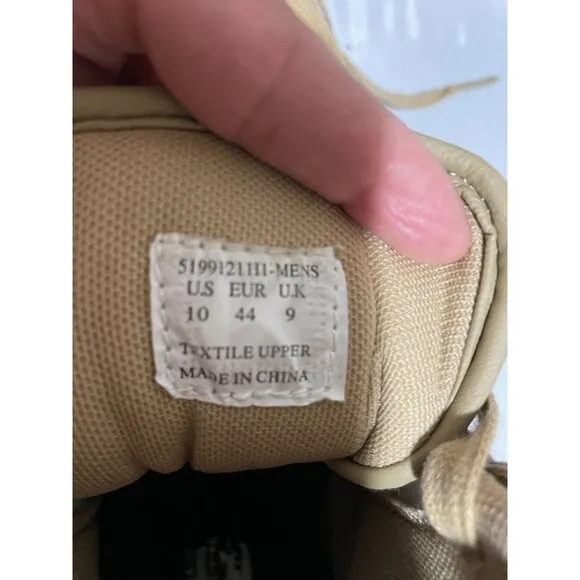 5199121111-MENS
U.S EUR U.K
10 44 9
TEXTILE UPPER
MADE IN CHINA